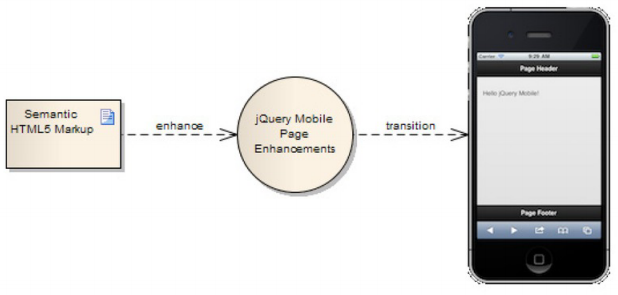 Semantic
HTML5 Markup
enhance
jQuery Mobile
Page
Enhancements
transition
Carrier
9:25 AM
Page Header
Hello jQuery Mobile!
Page Footer